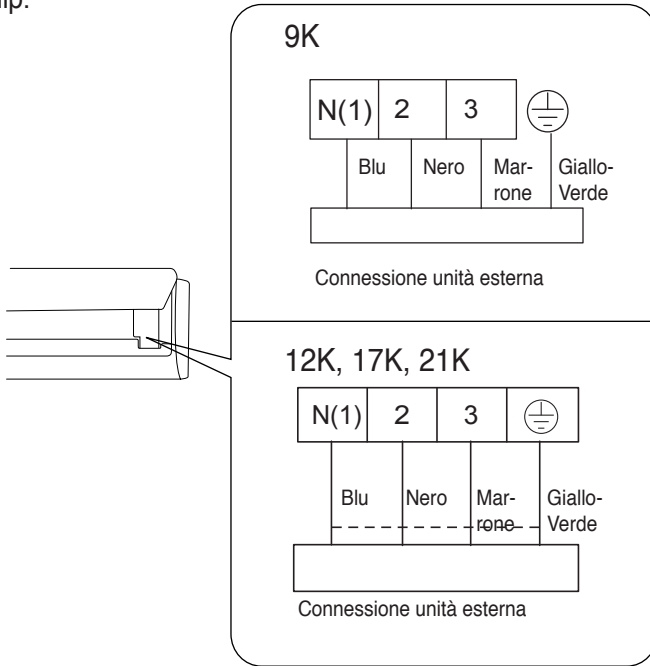 9K
N(1) 2 3
Blu Nero Mar-
rone Giallo-
Verde
Connessione unità esterna
12K, 17K, 21K
N(1) 2 3
Blu Nero Mar-
rone Giallo-
Verde
Connessione unità esterna